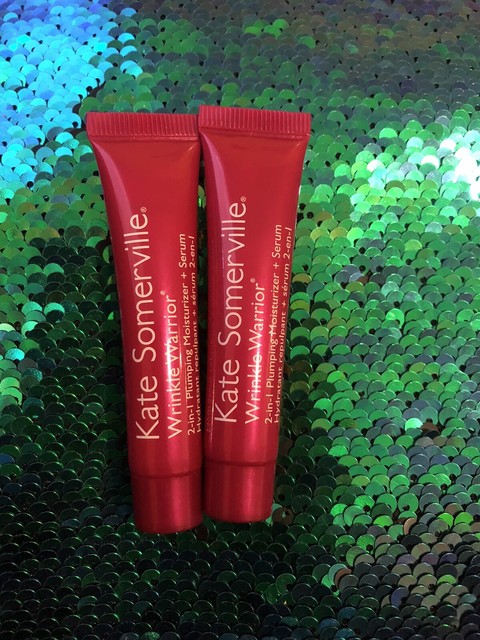 Kate Somerville®
Wrinkle Warrior®
2-in-1 Plumping Moisturizer + Serum
Hydratant repulpant + sérum 2-en-1
Kate Somerville®
Wrinkle Warrior®
2-in-1 Plumping Moisturizer + Serum
Hydratant repulpant + sérum 2-en-1